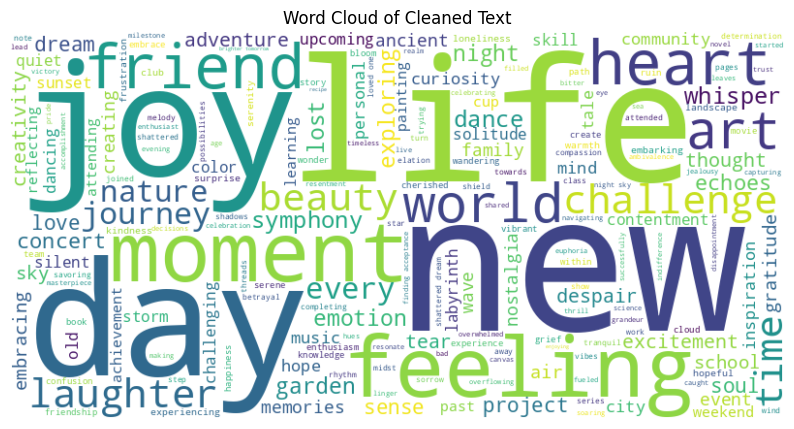 Word Cloud of Cleaned Text
note
milestone
brighter tomorrow
adventure
upcoming
ancient
loneliness
skill
community
determination
started
lead
embrace
dream
friend
joy
life
night
heart
novel
trust
victory
quiet
club
story
bloom
loved one
realm
filled
path
ruin
pages
leaves
sunset
frustration
serenity
personal
painting
exploring
curiosity
celebrating
bitter
eye
whisper
creativity
reflecting
dancing
pride
accomplishment
attending
creating
melody
enthusiast
shattered
evening
possibilities
age
recipe
lost
wonder
learning
cup
dance
solitude
family
tale
art
landscape
turn
trying
live
elation
wandering
create
warmth
compassion
attended
sea
movie
embarking
ambivalence
color
surprise
timeless
towards
mind
thought
joined
nature
resentment
cherished
shield
class
night sky
jealousy
capturing
echoes
love
journey
beauty
world
challenge
shadows
celebration
star
shared
navigating
contentment
kindness
decisions
concert
symphony
team
silent
moment
new
vibrant
nostalgia
finding acceptance
shattered dream
labyrinth
wave
euphoria
within
successfully
indifference
disappointment
gratitude
inspiration
sky
savoring
masterpiece
serene
threads
betrayal
every
despair
show
science
thrill
grandeur
day
book
storm
completing
emotion
old
achievement
challenging
happiness
music
enthusiasm
hues
overwhelmed
tear
grief
tranquil
vibes
work
cloud
excitement
time
embracing
confusion
making
step
knowledge
hope
resonate
bad
experience
away
canvas
feeling
school
hopeful
caught
laughter
garden
rhythm
midst
sorrow
overflowing
air
fueled
soul
friendship
experiencing
memories
linger
sense
past
project
series
soaring
city
event
weekend
wind